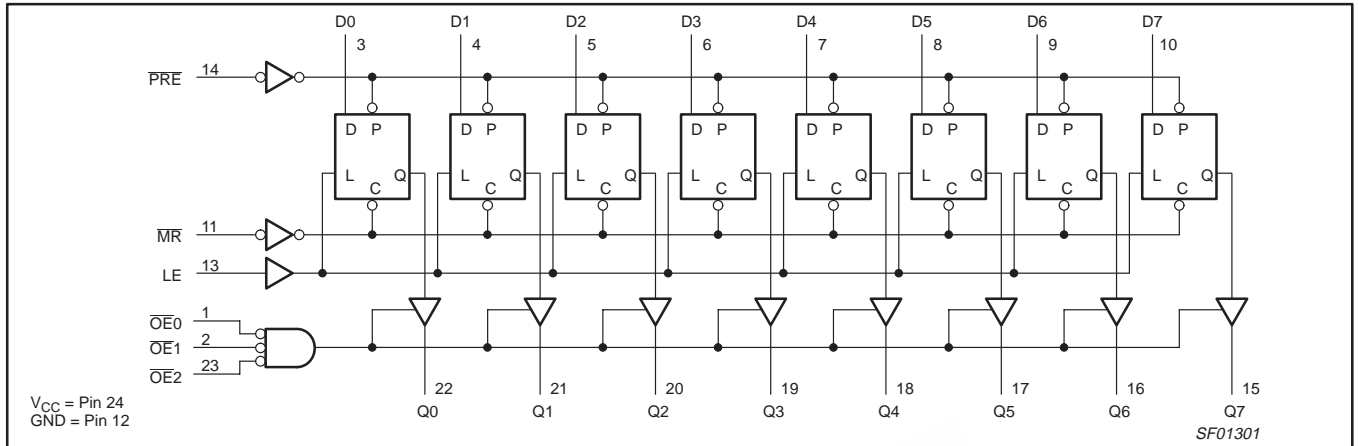 D0 D1 D2 D3 D4 D5 D6 D7
3 4 5 6 7 8 9 10
PRE 14
D P D P D P D P D P D P D P D P
L Q L Q L Q L Q L Q L Q L Q L Q
C C C C C C C C
MR 11
LE 13
OE0 1
OE1 2
OE2 23
22 21 20 19 18 17 16 15
Q0 Q1 Q2 Q3 Q4 Q5 Q6 Q7
VCC = Pin 24
GND = Pin 12
SF01301